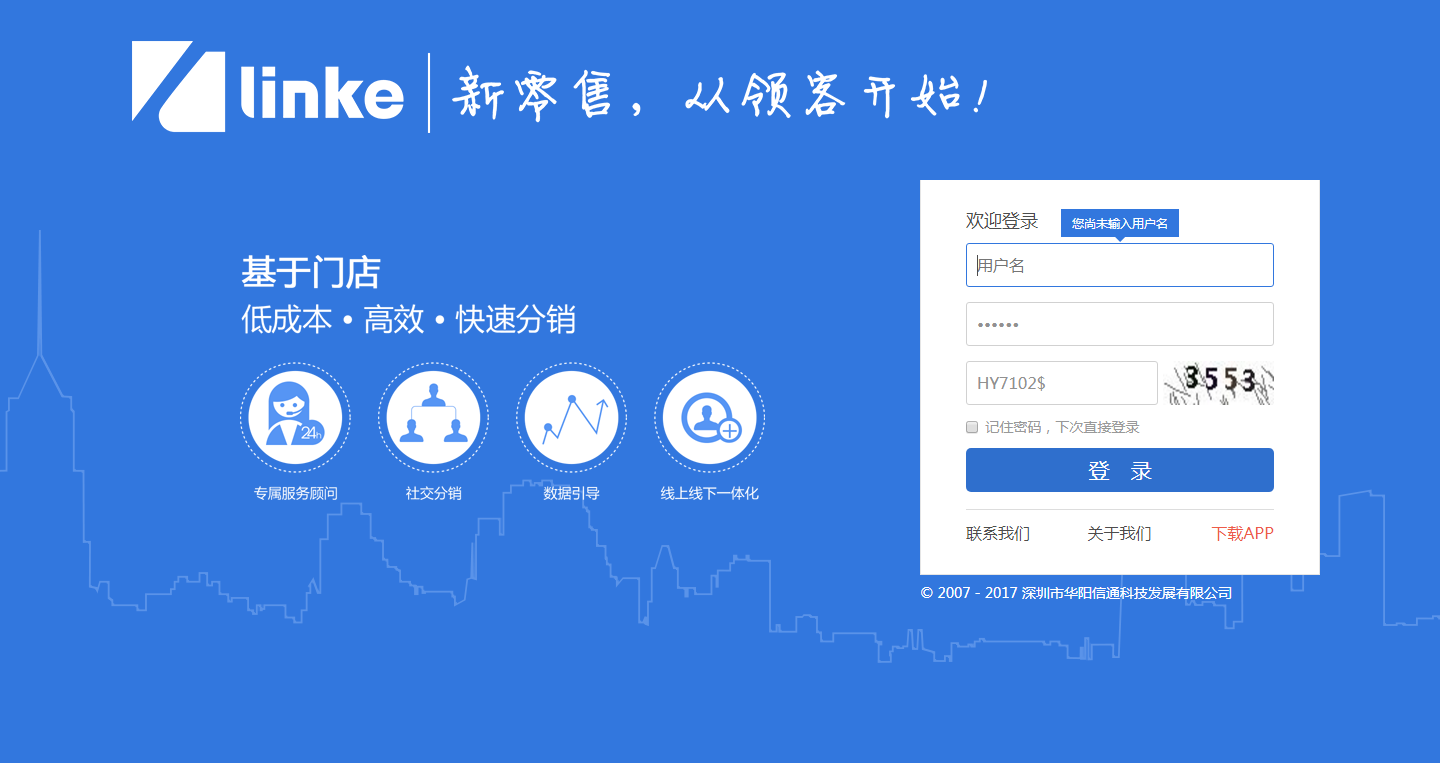 linke
新零售，从领客开始！
欢迎登录
您尚未输入用户名
用户名
••••••
HY7102$
3553
记住密码，下次直接登录
登 录
联系我们 关于我们 下载APP
© 2007 - 2017 深圳市华阳信通科技发展有限公司
基于门店
低成本•高效•快速分销
24h
专属服务顾问 社交分销 数据引导 线上线下一体化